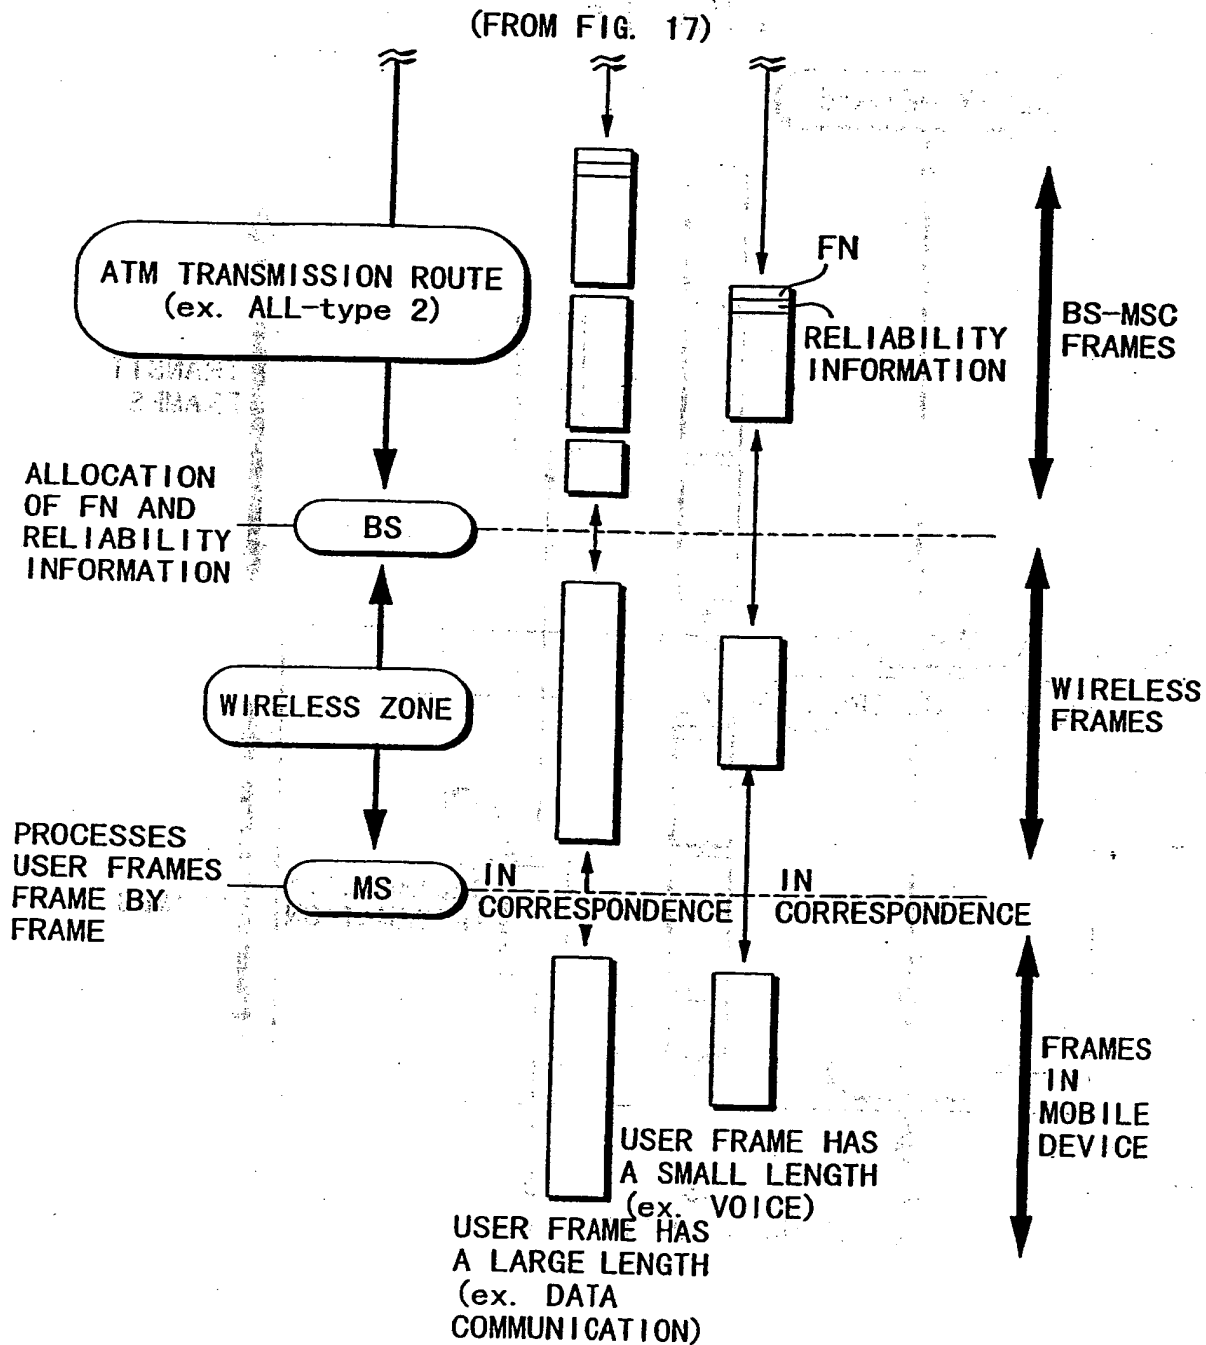 (FROM FIG. 17)
ATM TRANSMISSION ROUTE
(ex. ALL-type 2)
FN
RELIABILITY
INFORMATION
BS-MSC
FRAMES
ALLOCATION
OF FN AND
RELIABILITY
INFORMATION
BS
WIRELESS ZONE
WIRELESS
FRAMES
PROCESSES
USER FRAMES
FRAME BY
FRAME
MS
IN
CORRESPONDENCE
IN
CORRESPONDENCE
FRAMES
IN
MOBILE
DEVICE
USER FRAME HAS
A SMALL LENGTH
(ex. VOICE)
USER FRAME HAS
A LARGE LENGTH
(ex. DATA
COMMUNICATION)